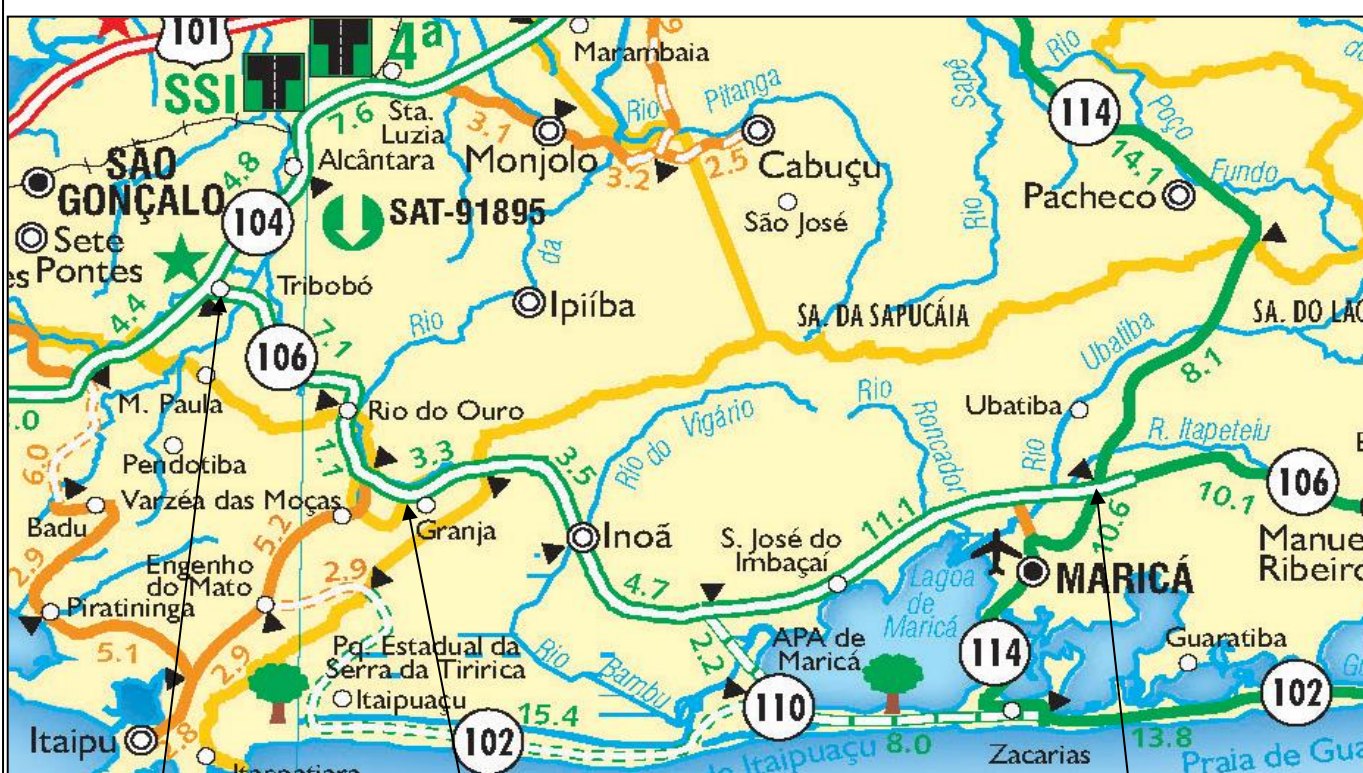 101
4ª
SSI
Marambaia
Rio
Pitanga
Rio
Sapê
114
Poço
Fundo
14.1
7.6
Sta.
Luzia
3.1
Monjolo
3.2
2.5
Cabuçu
Alcântara
4.8
SAO
GONÇALO
104
SAT-91895
São José
Rio
Pacheco
Sete
Pontes
es
da
Tribobó
4.4
Ipiíba
Rio
SA. DA SAPUCÁIA
SA. DO LAG
Ubatiba
7.1
106
8.1
M. Paula
Rio do Ouro
.0
Rio do Vigário
Rio
Roncador
Ubatiba
Rio
R. Itapeteiu
6.0
Pendotiba
1.1
3.3
3.5
Varzéa das Moças
Badu
Granja
10.1
106
11.1
10.6
5.2
Inoã
S. José do
Imbaçaí
Manue
Ribeiro
2.9
Engenho
do Mato
2.9
4.7
Lagoa
de
Maricá
MARICÁ
Piratininga
5.1
2.9
Pq. Estadual da
Serra da Tiririca
Itaipuaçu
Rio
Bambu
2.2
APA de
Maricá
114
Guaratiba
110
102
Itaipu
2.8
15.4
102
Itaipuaçu
8.0
Zacarias
13.8
Praia de Gua